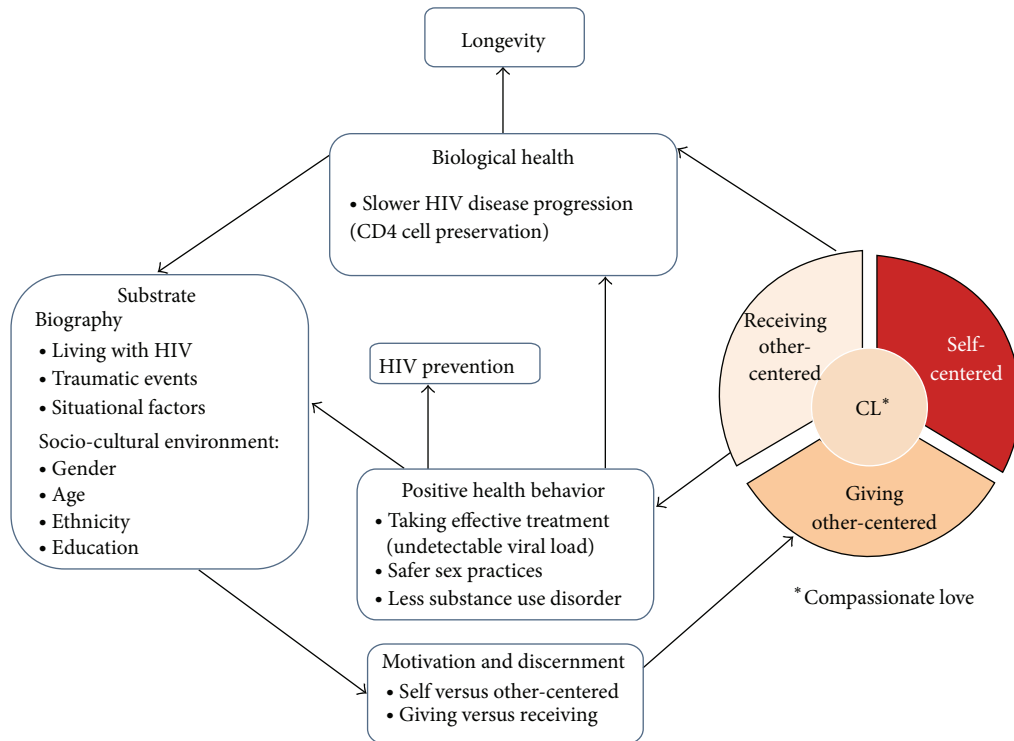 Longevity
Biological health
• Slower HIV disease progression
(CD4 cell preservation)
Substrate
Biography
• Living with HIV
• Traumatic events
• Situational factors
Socio-cultural environment:
• Gender
• Age
• Ethnicity
• Education
HIV prevention
Positive health behavior
• Taking effective treatment
(undetectable viral load)
• Safer sex practices
• Less substance use disorder
Motivation and discernment
• Self versus other-centered
• Giving versus receiving
Receiving
other-
centered
Self-
centered
CL*
Giving
other-centered
*Compassionate love